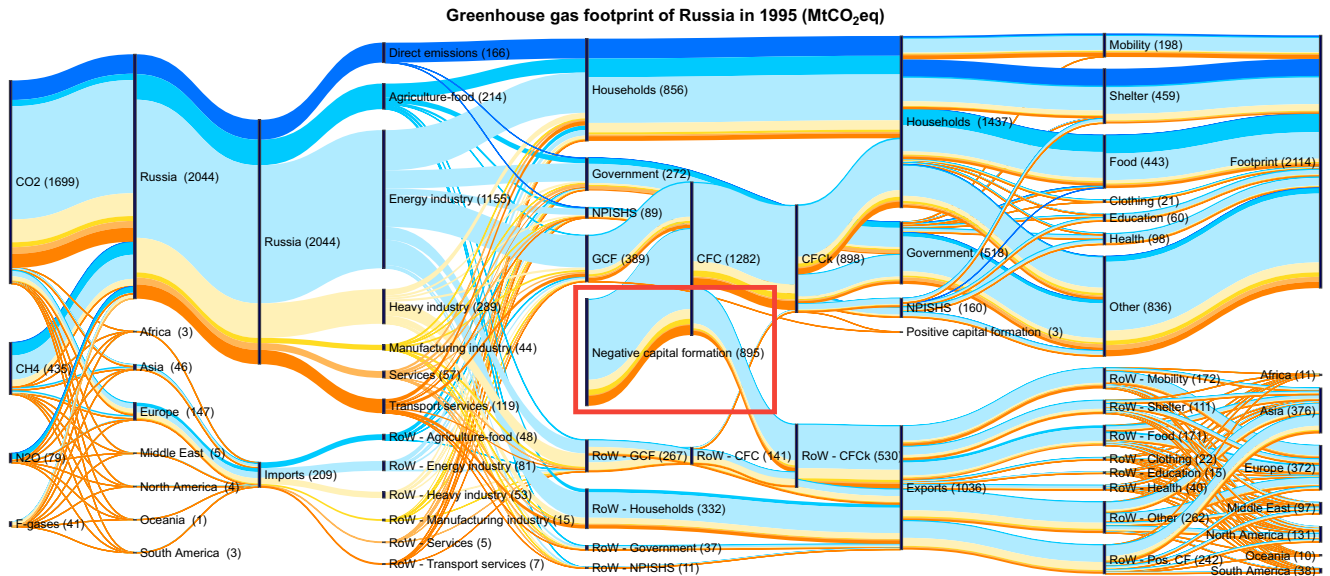 Greenhouse gas footprint of Russia in 1995 (MtCO2eq)
CO2 (1699)
CH4 (435)
N2O (79)
F-gases (41)
Russia (2044)
Africa (3)
Asia (46)
Europe (147)
Middle East (5)
North America (4)
Oceania (1)
South America (3)
Russia (2044)
Imports (209)
Direct emissions (166)
Agriculture-food (214)
Energy industry (1155)
Heavy industry (289)
Manufacturing industry (44)
Services (57)
Transport services (119)
RoW - Agriculture-food (48)
RoW - Energy industry (81)
RoW - Heavy industry (53)
RoW - Manufacturing industry (15)
RoW - Services (5)
RoW - Transport services (7)
Households (856)
Government (272)
NPISHS (89)
GCF (389)
Negative capital formation (895)
RoW - GCF (267)
RoW - Households (332)
RoW - Government (37)
RoW - NPISHS (11)
CFC (1282)
RoW - CFC (141)
CFCk (898)
RoW - CFCk (530)
Households (1437)
Government (518)
NPISHS (160)
Positive capital formation (3)
Exports (1036)
Mobility (198)
Shelter (459)
Food (443)
Clothing (21)
Education (60)
Health (98)
Other (836)
RoW - Mobility (172)
RoW - Shelter (111)
RoW - Food (171)
RoW - Clothing (22)
RoW - Education (15)
RoW - Health (40)
RoW - Other (262)
RoW - Pos. CF (242)
Footprint (2114)
Africa (11)
Asia (376)
Europe (372)
Middle East (97)
North America (131)
Oceania (10)
South America (38)